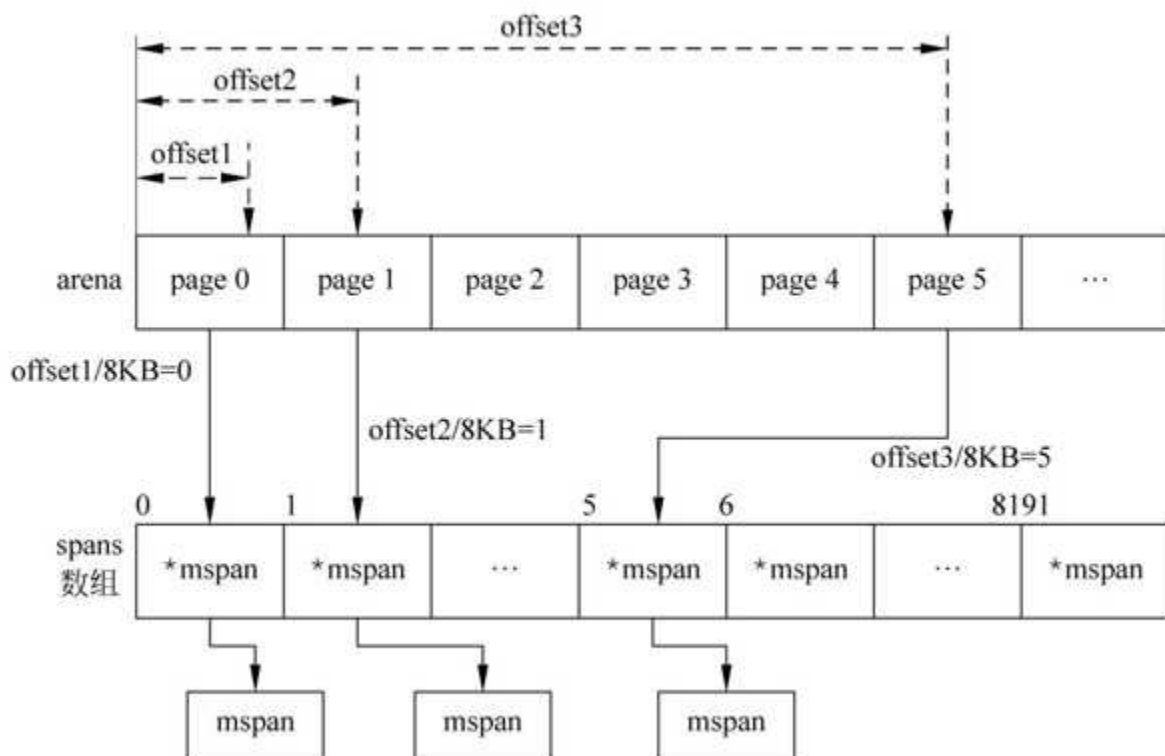 offset3
offset2
offset1
arena page 0 page 1 page 2 page 3 page 4 page 5 …
offset1/8KB=0
offset2/8KB=1
offset3/8KB=5
0 1 5 6 8191
spans
数组
*mspan *mspan … *mspan *mspan … *mspan
mspan mspan mspan